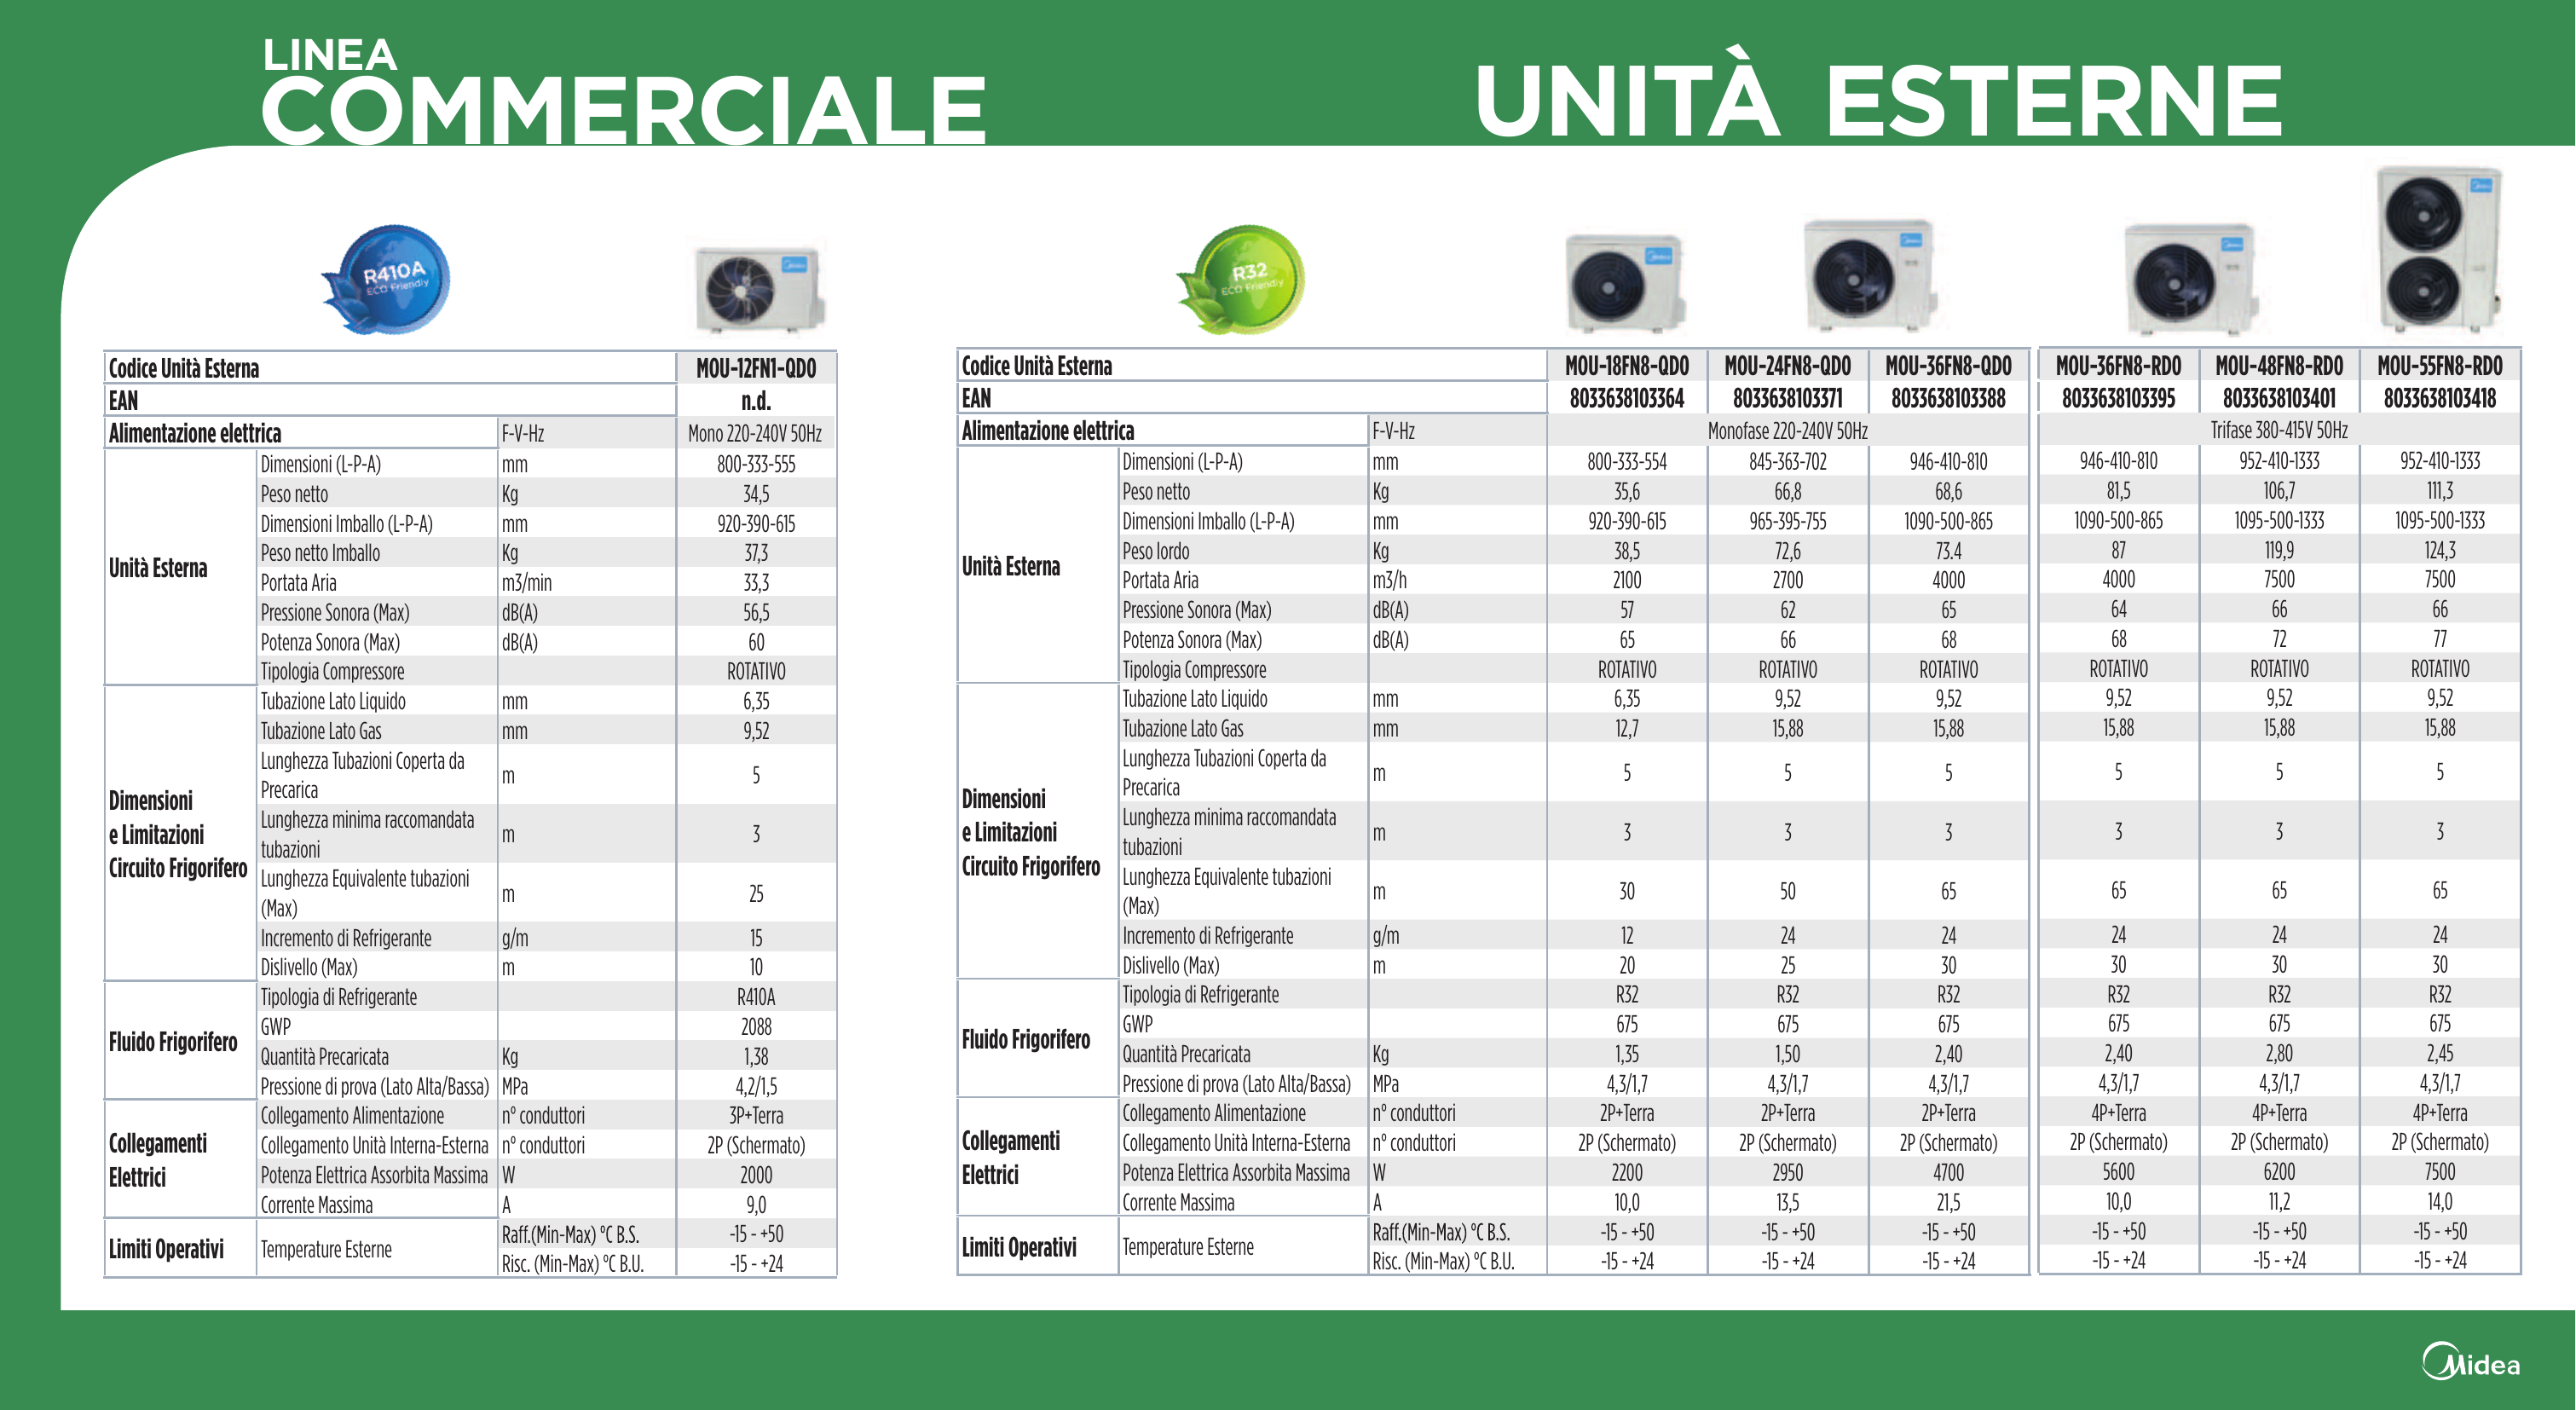 LINEA
COMMERCIALE
UNITÀ ESTERNE
R410A
ECO Friendly
R32
ECO Friendly
Codice Unità Esterna MOU-12FN1-QD0
EAN n.d.
Alimentazione elettrica F-V-Hz Mono 220-240V 50Hz
Unità Esterna
Dimensioni (L-P-A) mm 800-333-555
Peso netto Kg 34,5
Dimensioni Imballo (L-P-A) mm 920-390-615
Peso netto Imballo Kg 37,3
Portata Aria m3/min 33,3
Pressione Sonora (Max) dB(A) 56,5
Potenza Sonora (Max) dB(A) 60
Tipologia Compressore ROTATIVO
Dimensioni
e Limitazioni
Circuito Frigorifero
Tubazione Lato Liquido mm 6,35
Tubazione Lato Gas mm 9,52
Lunghezza Tubazioni Coperta da
Precarica m 5
Lunghezza minima raccomandata
tubazioni m 3
Lunghezza Equivalente tubazioni
(Max) m 25
Incremento di Refrigerante g/m 15
Dislivello (Max) m 10
Fluido Frigorifero
Tipologia di Refrigerante R410A
GWP 2088
Quantità Precaricata Kg 1,38
Pressione di prova (Lato Alta/Bassa) MPa 4,2/1,5
Collegamenti
Elettrici
Collegamento Alimentazione n° conduttori 3P+Terra
Collegamento Unità Interna-Esterna n° conduttori 2P (Schermato)
Potenza Elettrica Assorbita Massima W 2000
Corrente Massima A 9,0
Limiti Operativi
Temperature Esterne
Raff.(Min-Max) °C B.S. -15 - +50
Risc. (Min-Max) °C B.U. -15 - +24
Codice Unità Esterna MOU-18FN8-QD0 MOU-24FN8-QD0 MOU-36FN8-QD0 MOU-36FN8-RD0 MOU-48FN8-RD0 MOU-55FN8-RD0
EAN 8033638103364 8033638103371 8033638103388 8033638103395 8033638103401 8033638103418
Alimentazione elettrica F-V-Hz Monofase 220-240V 50Hz Trifase 380-415V 50Hz
Unità Esterna
Dimensioni (L-P-A) mm 800-333-554 845-363-702 946-410-810 946-410-810 952-410-1333 952-410-1333
Peso netto Kg 35,6 66,8 68,6 81,5 106,7 111,3
Dimensioni Imballo (L-P-A) mm 920-390-615 965-395-755 1090-500-865 1090-500-865 1095-500-1333 1095-500-1333
Peso lordo Kg 38,5 72,6 73.4 87 119,9 124,3
Portata Aria m3/h 2100 2700 4000 4000 7500 7500
Pressione Sonora (Max) dB(A) 57 62 65 64 66 66
Potenza Sonora (Max) dB(A) 65 66 68 68 72 77
Tipologia Compressore ROTATIVO ROTATIVO ROTATIVO ROTATIVO ROTATIVO ROTATIVO
Dimensioni
e Limitazioni
Circuito Frigorifero
Tubazione Lato Liquido mm 6,35 9,52 9,52 9,52 9,52 9,52
Tubazione Lato Gas mm 12,7 15,88 15,88 15,88 15,88 15,88
Lunghezza Tubazioni Coperta da
Precarica m 5 5 5 5 5 5
Lunghezza minima raccomandata
tubazioni m 3 3 3 3 3 3
Lunghezza Equivalente tubazioni
(Max) m 30 50 65 65 65 65
Incremento di Refrigerante g/m 12 24 24 24 24 24
Dislivello (Max) m 20 25 30 30 30 30
Fluido Frigorifero
Tipologia di Refrigerante R32 R32 R32 R32 R32 R32
GWP 675 675 675 675 675 675
Quantità Precaricata Kg 1,35 1,50 2,40 2,40 2,80 2,45
Pressione di prova (Lato Alta/Bassa) MPa 4,3/1,7 4,3/1,7 4,3/1,7 4,3/1,7 4,3/1,7 4,3/1,7
Collegamenti
Elettrici
Collegamento Alimentazione n° conduttori 2P+Terra 2P+Terra 2P+Terra 4P+Terra 4P+Terra 4P+Terra
Collegamento Unità Interna-Esterna n° conduttori 2P (Schermato) 2P (Schermato) 2P (Schermato) 2P (Schermato) 2P (Schermato) 2P (Schermato)
Potenza Elettrica Assorbita Massima W 2200 2950 4700 5600 6200 7500
Corrente Massima A 10,0 13,5 21,5 10,0 11,2 14,0
Limiti Operativi
Temperature Esterne
Raff.(Min-Max) °C B.S. -15 - +50 -15 - +50 -15 - +50 -15 - +50 -15 - +50 -15 - +50
Risc. (Min-Max) °C B.U. -15 - +24 -15 - +24 -15 - +24 -15 - +24 -15 - +24 -15 - +24
Midea